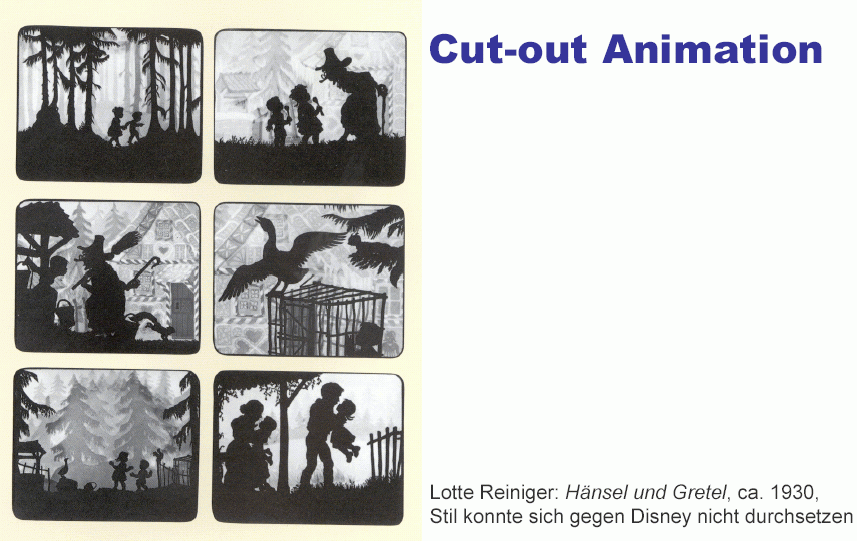 Cut-out Animation
Lotte Reiniger: Hänsel und Gretel, ca. 1930,
Stil konnte sich gegen Disney nicht durchsetzen